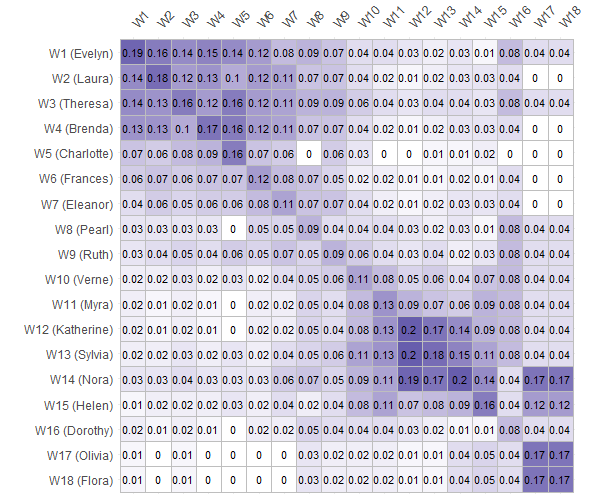 W1 W2 W3 W4 W5 W6 W7 W8 W9 W10 W11 W12 W13 W14 W15 W16 W17 W18
W1 (Evelyn) 0.19 0.16 0.14 0.15 0.14 0.12 0.08 0.09 0.07 0.04 0.04 0.03 0.02 0.03 0.01 0.08 0.04 0.04
W2 (Laura) 0.14 0.18 0.12 0.13 0.1 0.12 0.11 0.07 0.07 0.04 0.02 0.01 0.02 0.03 0.03 0.04 0 0
W3 (Theresa) 0.14 0.13 0.16 0.12 0.16 0.12 0.11 0.09 0.09 0.06 0.04 0.03 0.04 0.04 0.03 0.08 0.04 0.04
W4 (Brenda) 0.13 0.13 0.1 0.17 0.16 0.12 0.11 0.07 0.07 0.04 0.02 0.01 0.02 0.03 0.03 0.04 0 0
W5 (Charlotte) 0.07 0.06 0.08 0.09 0.16 0.07 0.06 0 0.06 0.03 0 0 0.01 0.01 0.02 0 0 0
W6 (Frances) 0.06 0.07 0.06 0.07 0.07 0.12 0.08 0.07 0.05 0.02 0.02 0.01 0.01 0.02 0.01 0.04 0 0
W7 (Eleanor) 0.04 0.06 0.05 0.06 0.06 0.08 0.11 0.07 0.07 0.04 0.02 0.01 0.02 0.03 0.03 0.04 0 0
W8 (Pearl) 0.03 0.03 0.03 0.03 0 0.05 0.05 0.09 0.04 0.04 0.04 0.03 0.02 0.03 0.01 0.08 0.04 0.04
W9 (Ruth) 0.03 0.04 0.05 0.04 0.06 0.05 0.07 0.05 0.09 0.06 0.04 0.03 0.04 0.02 0.03 0.08 0.04 0.04
W10 (Verne) 0.02 0.02 0.03 0.02 0.03 0.02 0.04 0.05 0.06 0.11 0.08 0.05 0.06 0.04 0.07 0.08 0.04 0.04
W11 (Myra) 0.02 0.01 0.02 0.01 0 0.02 0.02 0.05 0.04 0.08 0.13 0.09 0.07 0.06 0.09 0.08 0.04 0.04
W12 (Katherine) 0.02 0.01 0.02 0.01 0 0.02 0.02 0.05 0.04 0.08 0.13 0.2 0.17 0.14 0.09 0.08 0.04 0.04
W13 (Sylvia) 0.02 0.02 0.03 0.02 0.03 0.02 0.04 0.05 0.06 0.11 0.13 0.2 0.18 0.15 0.11 0.08 0.04 0.04
W14 (Nora) 0.03 0.03 0.04 0.03 0.03 0.03 0.06 0.07 0.05 0.09 0.11 0.19 0.17 0.2 0.14 0.04 0.17 0.17
W15 (Helen) 0.01 0.02 0.02 0.02 0.03 0.02 0.04 0.02 0.04 0.08 0.11 0.07 0.08 0.09 0.16 0.04 0.12 0.12
W16 (Dorothy) 0.02 0.01 0.02 0.01 0 0.02 0.02 0.05 0.04 0.04 0.04 0.03 0.02 0.01 0.01 0.08 0.04 0.04
W17 (Olivia) 0.01 0 0.01 0 0 0 0 0.03 0.02 0.02 0.02 0.01 0.01 0.04 0.05 0.04 0.17 0.17
W18 (Flora) 0.01 0 0.01 0 0 0 0 0.03 0.02 0.02 0.02 0.01 0.01 0.04 0.05 0.04 0.17 0.17